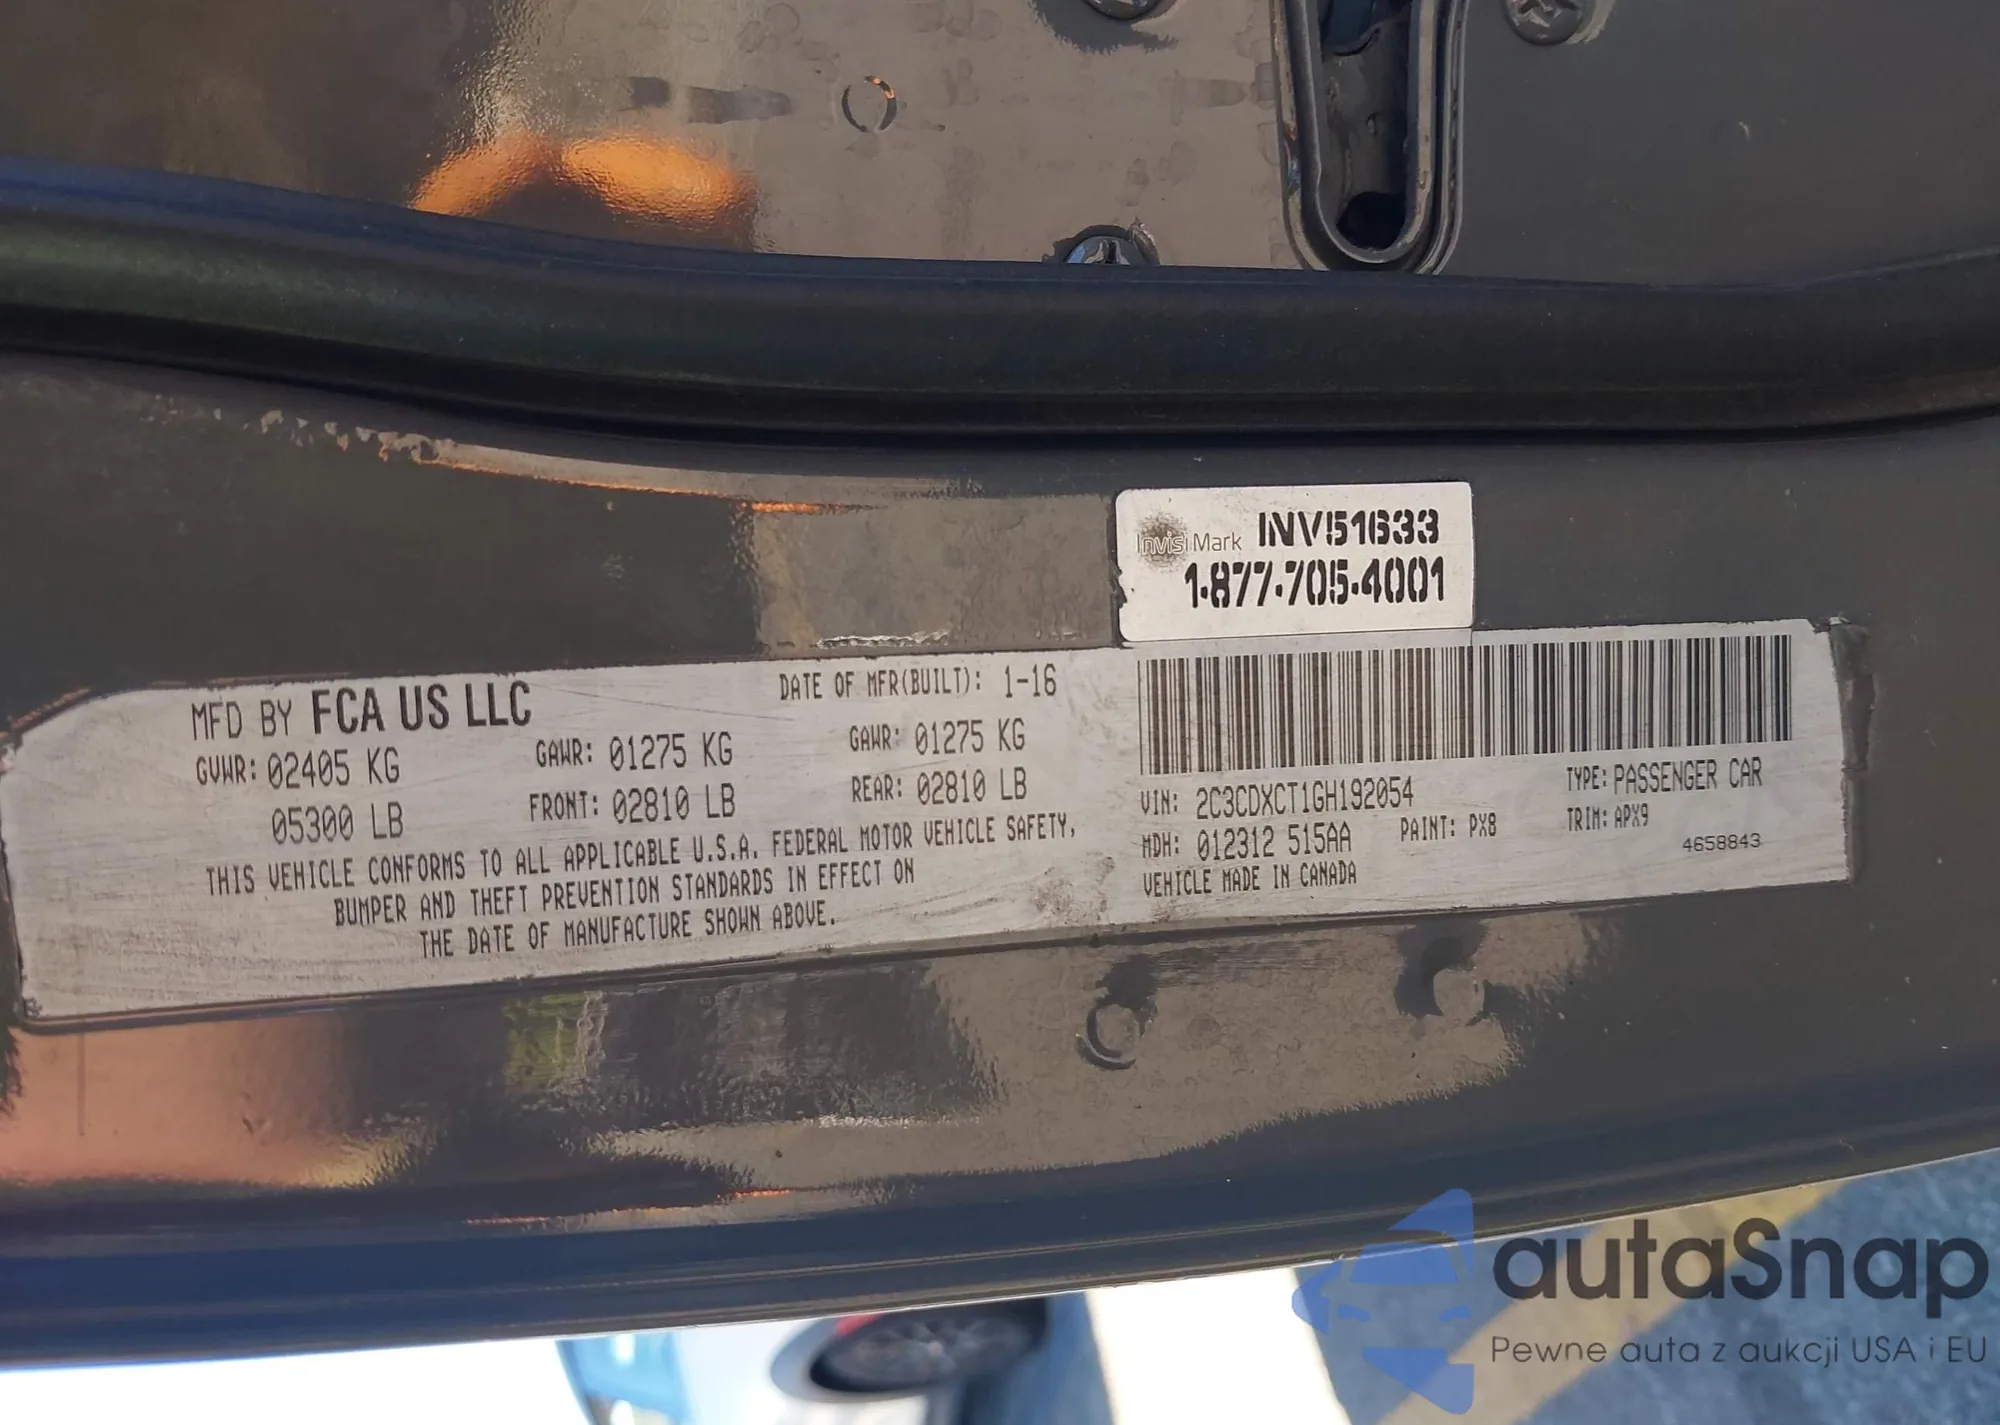 InvisiMark INV51633
1-877-705-4001
MFD BY FCA US LLC
DATE OF MFR(BUILT): 1-16
GVWR: 02405 KG
05300 LB
GAWR: 01275 KG
FRONT: 02810 LB
GAWR: 01275 KG
REAR: 02810 LB
THIS VEHICLE CONFORMS TO ALL APPLICABLE U.S.A. FEDERAL MOTOR VEHICLE SAFETY,
BUMPER AND THEFT PREVENTION STANDARDS IN EFFECT ON
THE DATE OF MANUFACTURE SHOWN ABOVE.
VIN: 2C3CDXCT1GH192054
TYPE: PASSENGER CAR
MDH: 012312 515AA
PAINT: PX8
TRIM: APX9
VEHICLE MADE IN CANADA
4658843
autaSnap
Pewne auta z aukcji USA i EU